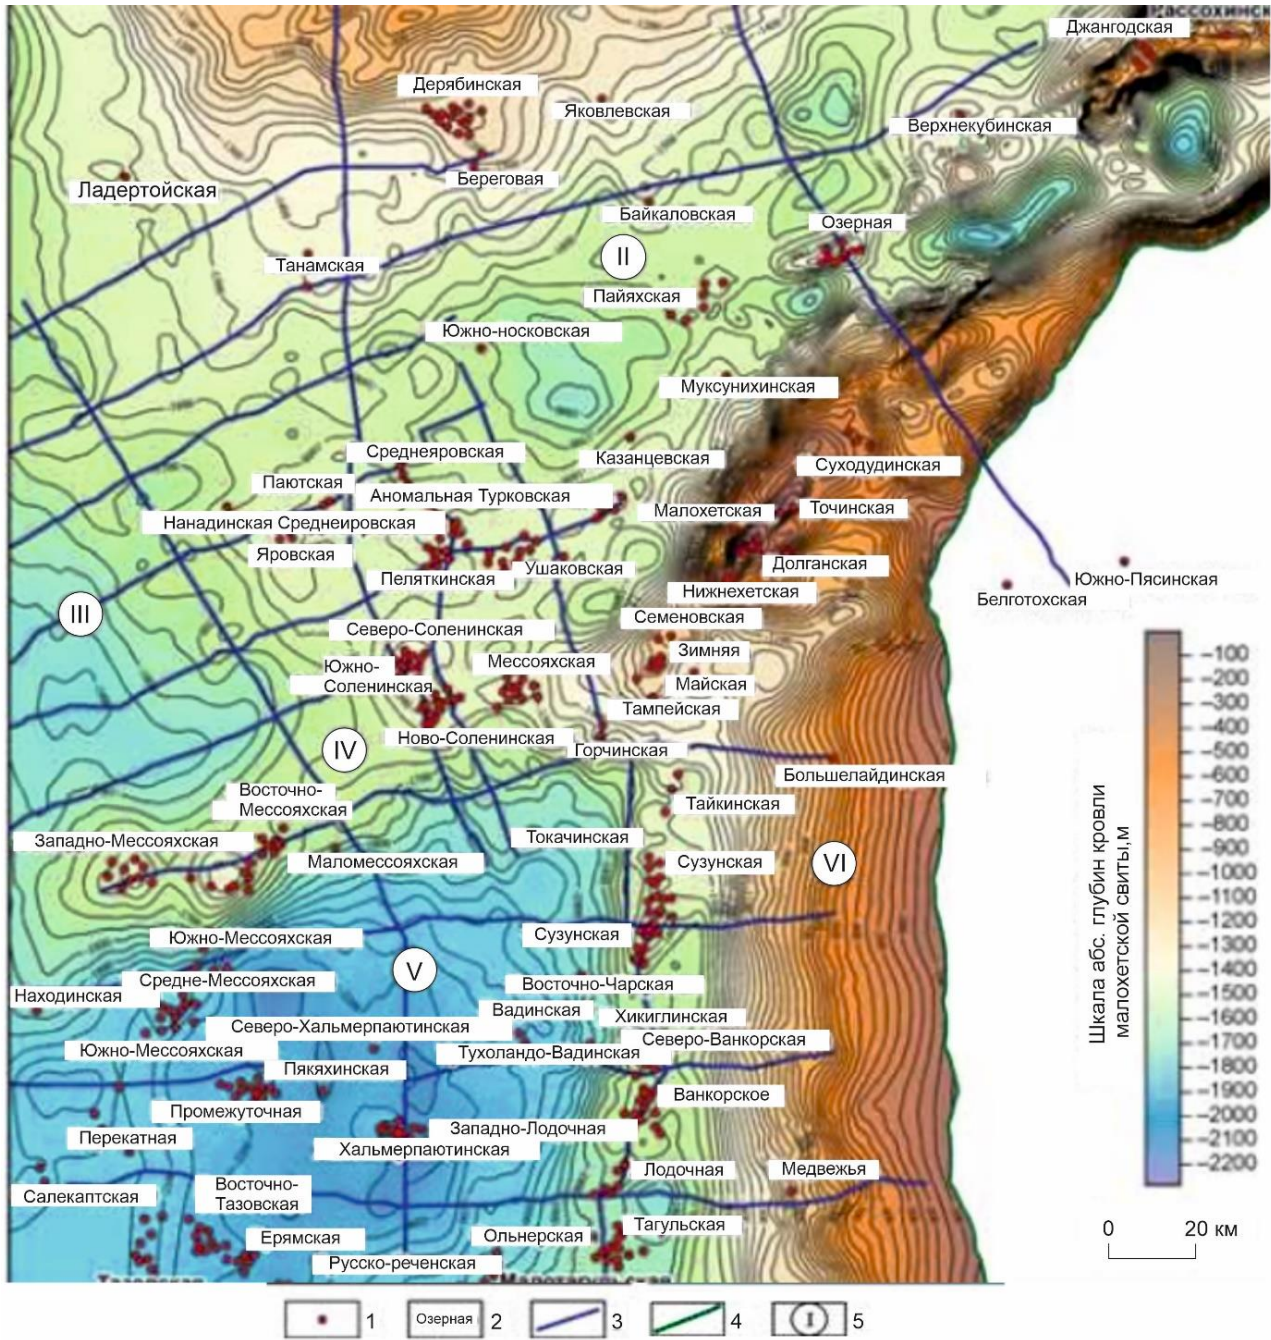 Джангодская
Дерябинская
Яковлевская
Верхнекубинская
Ладертойская
Береговая
Байкаловская
Озерная
II
Танамская
Пайяхская
Южно-носковская
Муксунихинская
Среднеяровская
Казанцевская
Суходудинская
Паютская
Аномальная Турковская
Малохетская
Точинская
Нанадинская Среднеировская
Яровская
Ушаковская
Пеляткинская
Долганская
Нижнехетская
Южно-Пясинская
Белготохская
III
Семеновская
Северо-Соленинская
Зимняя
Мессояхская
Южно-
Соленинская
Майская
Тампейская
Ново-Соленинская
Горчинская
IV
Большелайдинская
Восточно-
Мессояхская
Тайкинская
Западно-Мессояхская
Токачинская
Маломессояхская
Сузунская
VI
Южно-Мессояхская
Сузунская
V
Средне-Мессояхская
Восточно-Чарская
Находинская
Вадинская
Хикиглинская
Северо-Хальмерпаютинская
Северо-Ванкорская
Южно-Мессояхская
Тухоландо-Вадинская
Пякяхинская
Ванкорское
Промежуточная
Западно-Лодочная
Перекатная
Хальмерпаютинская
Лодочная
Медвежья
Салекаптская
Восточно-
Тазовская
Тагульская
Ольнерская
Ерямская
Русско-реченская
Шкала абс. глубин кровли
малохетской свиты,м
–100
–200
–300
–400
–500
–600
–700
–800
–900
–1000
–1100
–1200
–1300
–1400
–1500
–1600
–1700
–1800
–1900
–2000
–2100
–2200
0 20 км
1
Озерная 2
3
4
I 5